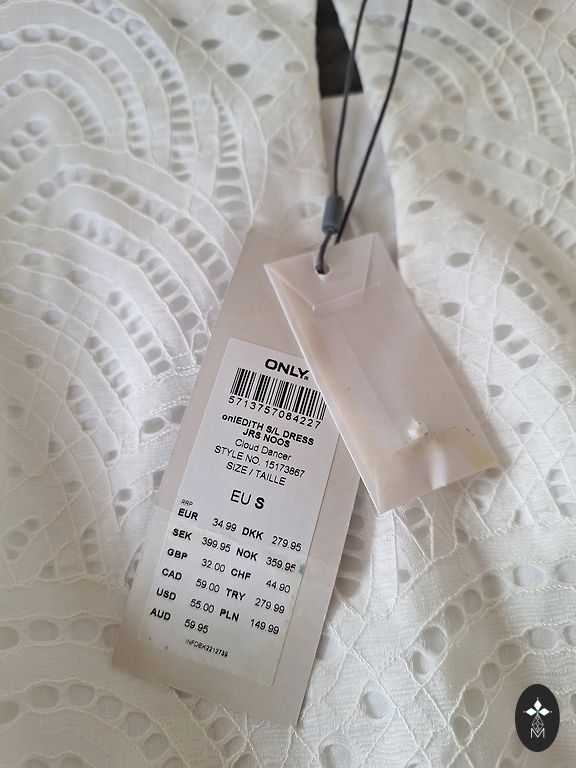 ONLY®
5713757084227
onlEDITH S/L DRESS
JRS NOOS
Cloud Dancer
STYLE NO. 15173867
SIZE / TAILLE
EU S
RRP
EUR 34.99 DKK 279.95
SEK 399.95 NOK 359.95
GBP 32.00 CHF 44.90
CAD 59.00 TRY 279.99
USD 55.00 PLN 149.99
AUD 59.95
M